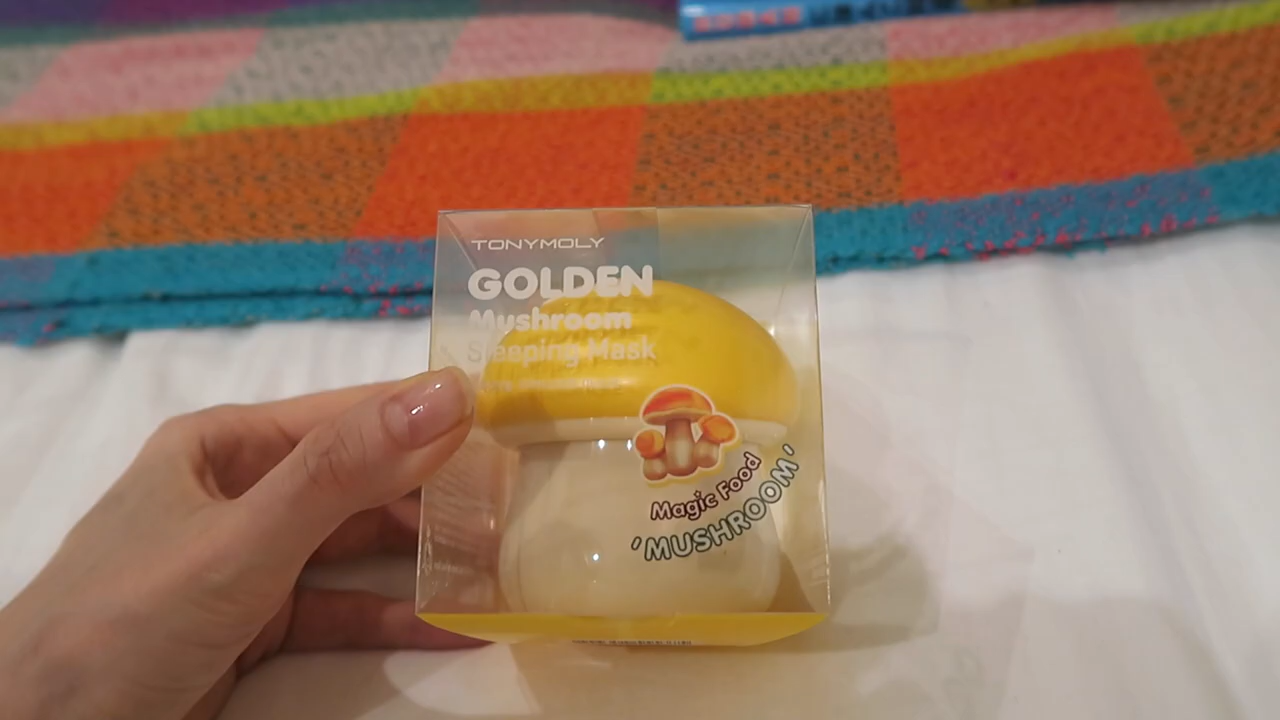 TONYMOLY
GOLDEN
Mushroom
Sleeping Mask
Magic Food
'MUSHROOM'